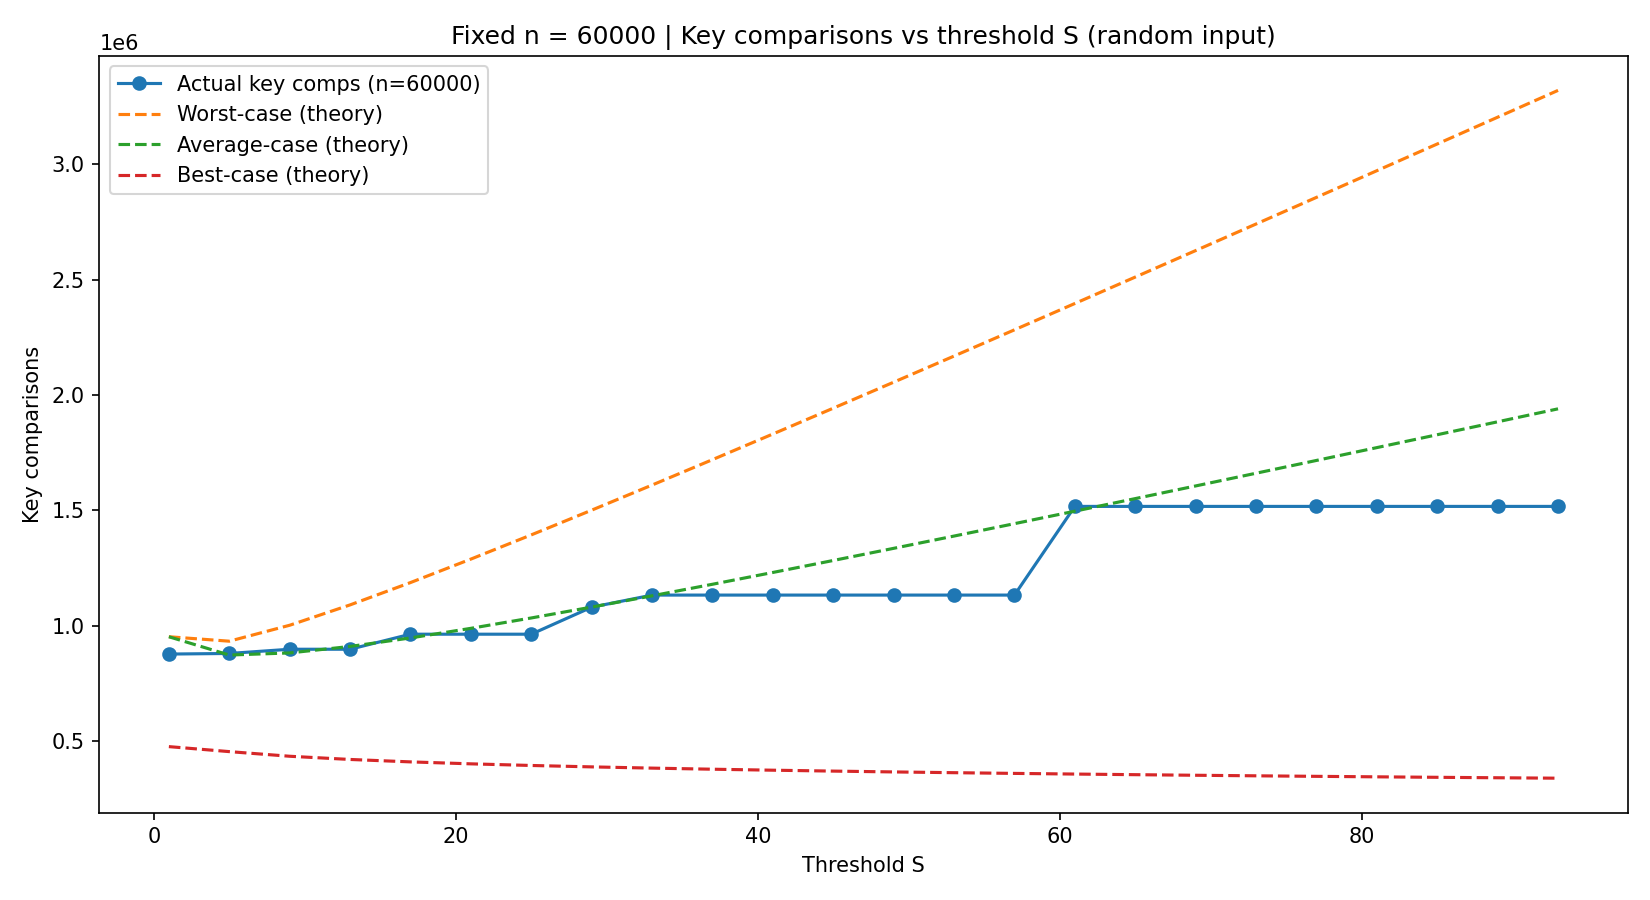 Fixed n = 60000 | Key comparisons vs threshold S (random input)
1e6
Actual key comps (n=60000)
Worst-case (theory)
Average-case (theory)
Best-case (theory)
Key comparisons
3.0
2.5
2.0
1.5
1.0
0.5
0 20 40 60 80
Threshold S